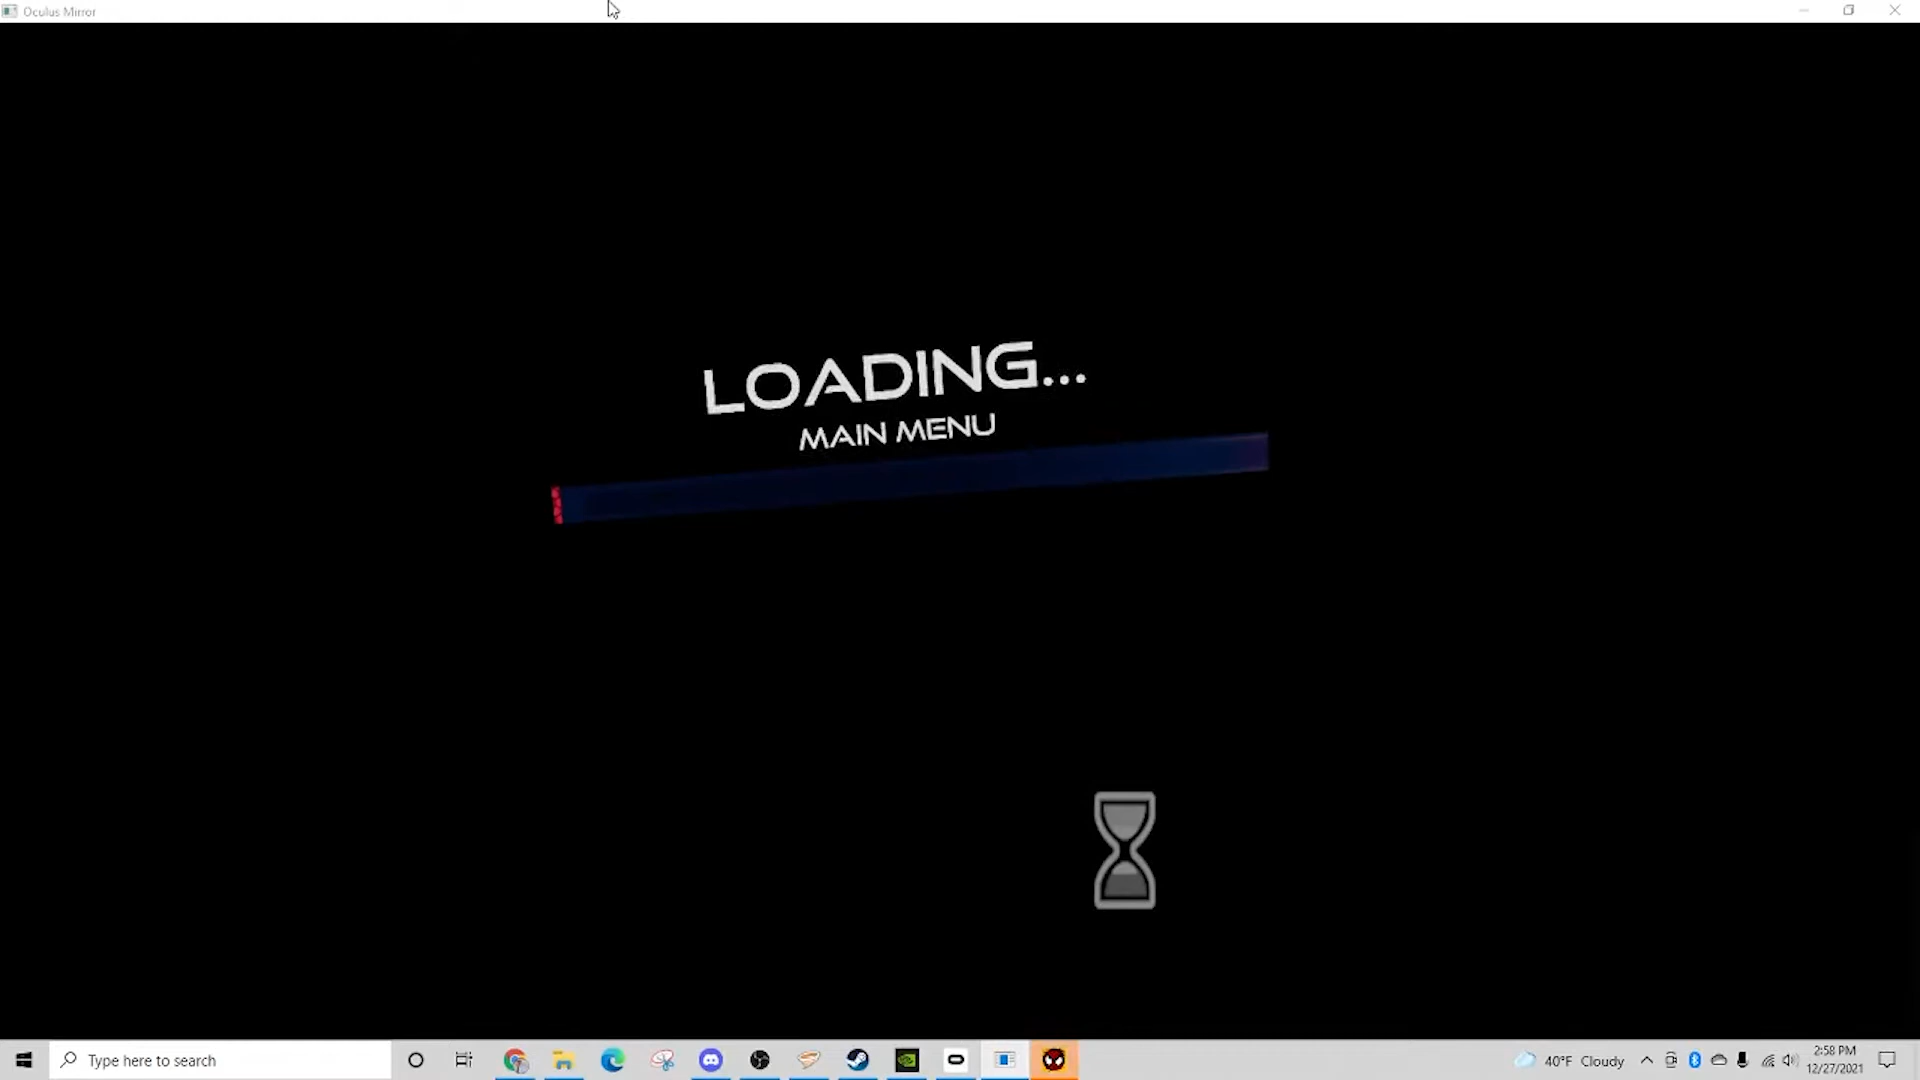 Oculus Mirror
LOADING...
MAIN MENU
Type here to search
40°F Cloudy
2:58 PM
12/27/2021